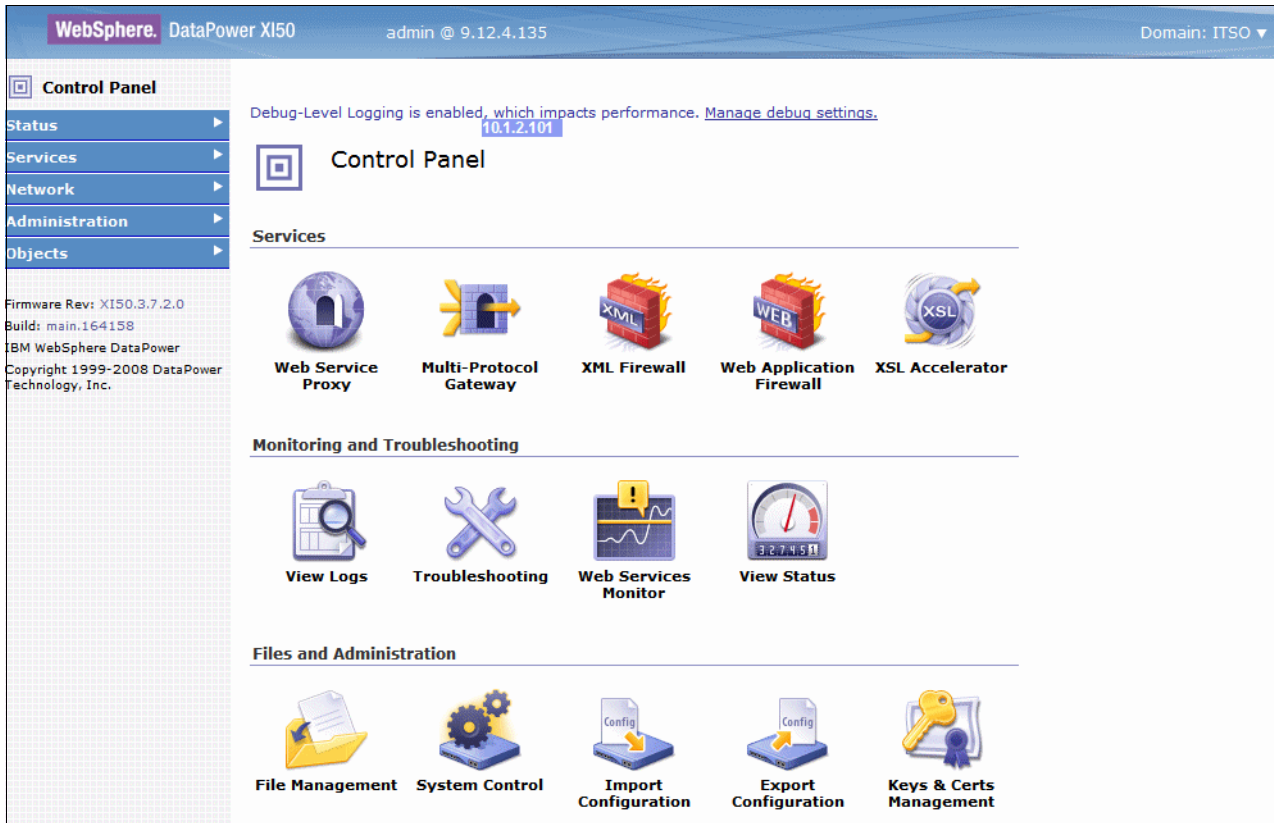 WebSphere. DataPower XI50 admin @ 9.12.4.135 Domain: ITSO ▼
Control Panel
Status
Services
Network
Administration
Objects
Firmware Rev: XI50.3.7.2.0
Build: main.164158
IBM WebSphere DataPower
Copyright 1999-2008 DataPower
Technology, Inc.
Debug-Level Logging is enabled, which impacts performance. Manage debug settings.
10.1.2.101
Control Panel
Services
XML
WEB
XSL
Web Service
Proxy
Multi-Protocol
Gateway
XML Firewall
Web Application
Firewall
XSL Accelerator
Monitoring and Troubleshooting
!
3.2.7.4.5 1
View Logs
Troubleshooting
Web Services
Monitor
View Status
Files and Administration
Config
Config
File Management
System Control
Import
Configuration
Export
Configuration
Keys & Certs
Management